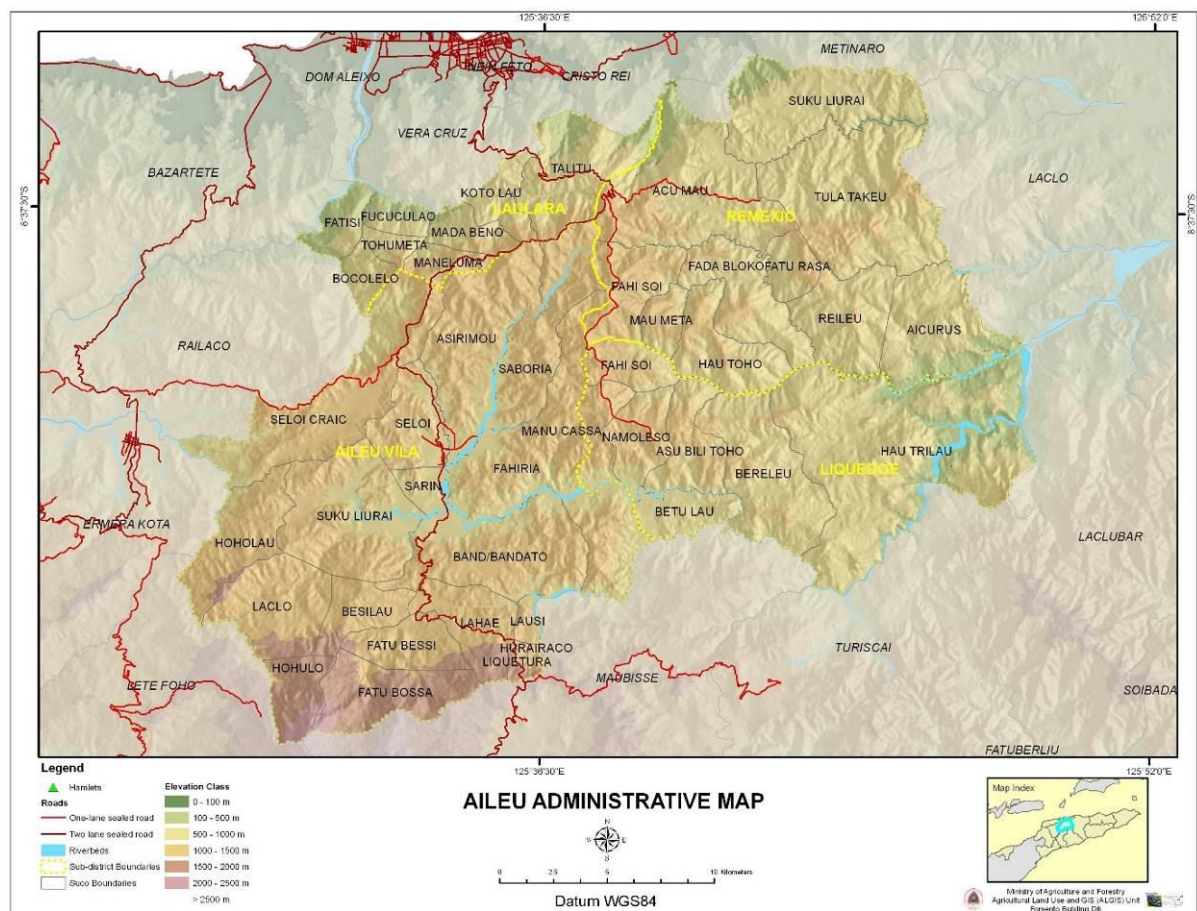 125°36'30"E
125°52'0"E
METINARO
DOM ALEIXO
CRISTO REI
SUKU LIURAI
VERA CRUZ
BAZARTETE
TALITU
LACLO
KOTO LAU
ACU MAU
TULA TAKEU
8°37'30"S
8°37'30"S
FUCUCULAO
LAULARA
REMEXIO
FATISI
MADA BENO
TOHUMETA
MANELUMA
FADA BLOKO
FATU RASA
BOCOLELO
FAHI SOI
MAU META
REILEU
AICURUS
ASIRIMOU
RAILACO
SABORIA
FAHI SOI
HAU TOHO
SELOI CRAIC
SELOI
MANU CASSA
NAMOLESO
AILEU VILA
ASU BILI TOHO
HAU TRILAU
FAHIRIA
BERELEU
LIQUEDOE
SARIN
BETU LAU
SUKU LIURAI
ERMERA KOTA
LACLUBAR
HOHOLAU
BAND/BANDATO
LACLO
BESILAU
LAHAE
LAUSI
FATU BESSI
HURAIRACO
TURISCAI
HOHULO
LIQUETURA
MAUBISSE
LETE FOHO
FATU BOSSA
SOIBADA
FATUBERLIU
125°36'30"E
125°52'0"E
Legend
Hamlets
Roads
One-lane sealed road
Two lane sealed road
Riverbeds
Sub-district Boundaries
Suco Boundaries
Elevation Class
0 - 100 m
100 - 500 m
500 - 1000 m
1000 - 1500 m
1500 - 2000 m
2000 - 2500 m
> 2500 m
AILEU ADMINISTRATIVE MAP
N
W
E
S
0 2.5 5 10 Kilometers
Datum WGS84
Map Index
Ministry of Agriculture and Forestry
Agricultural Land Use and GIS (ALGIS) Unit
Fomento Building Dili